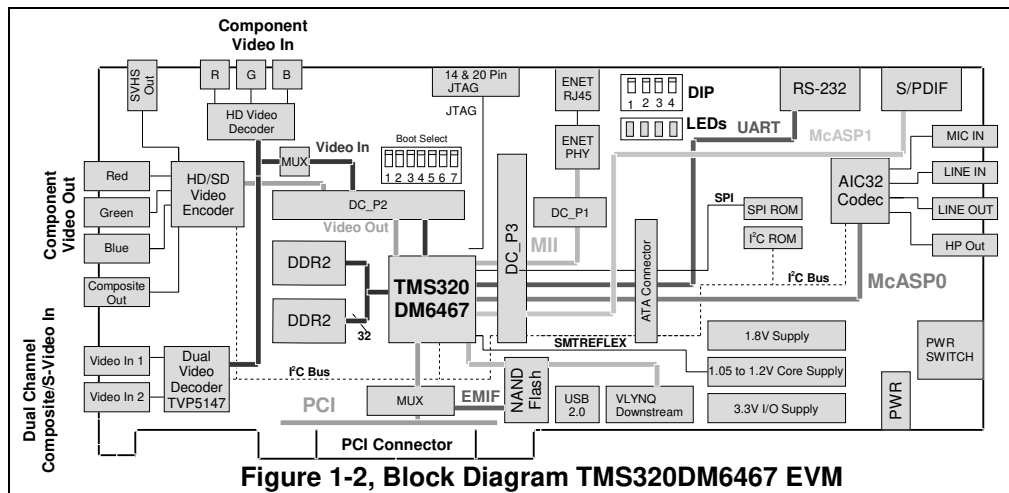 Component
Video In
SVHS
Out
R
G
B
HD Video
Decoder
14 & 20 Pin
JTAG
JTAG
ENET
RJ45
ENET
PHY
1 2 3 4
DIP
LEDs
RS-232
UART
S/PDIF
McASP1
MIC IN
LINE IN
LINE OUT
HP Out
AIC32
Codec
Component
Video Out
Red
Green
Blue
Composite
Out
HD/SD
Video
Encoder
MUX
Video In
Boot Select
1 2 3 4 5 6 7
DC_P2
Video Out
DC_P1
MII
DC_P3
SPI
SPI ROM
I²C ROM
I²C Bus
McASP0
DDR2
DDR2
32
TMS320
DM6467
ATA Connector
SMTREFLEX
1.8V Supply
1.05 to 1.2V Core Supply
3.3V I/O Supply
PWR
SWITCH
PWR
Dual Channel
Composite/S-Video In
Video In 1
Video In 2
Dual
Video
Decoder
TVP5147
I²C Bus
PCI
MUX
EMIF
NAND
Flash
USB
2.0
VLYNQ
Downstream
PCI Connector
Figure 1-2, Block Diagram TMS320DM6467 EVM